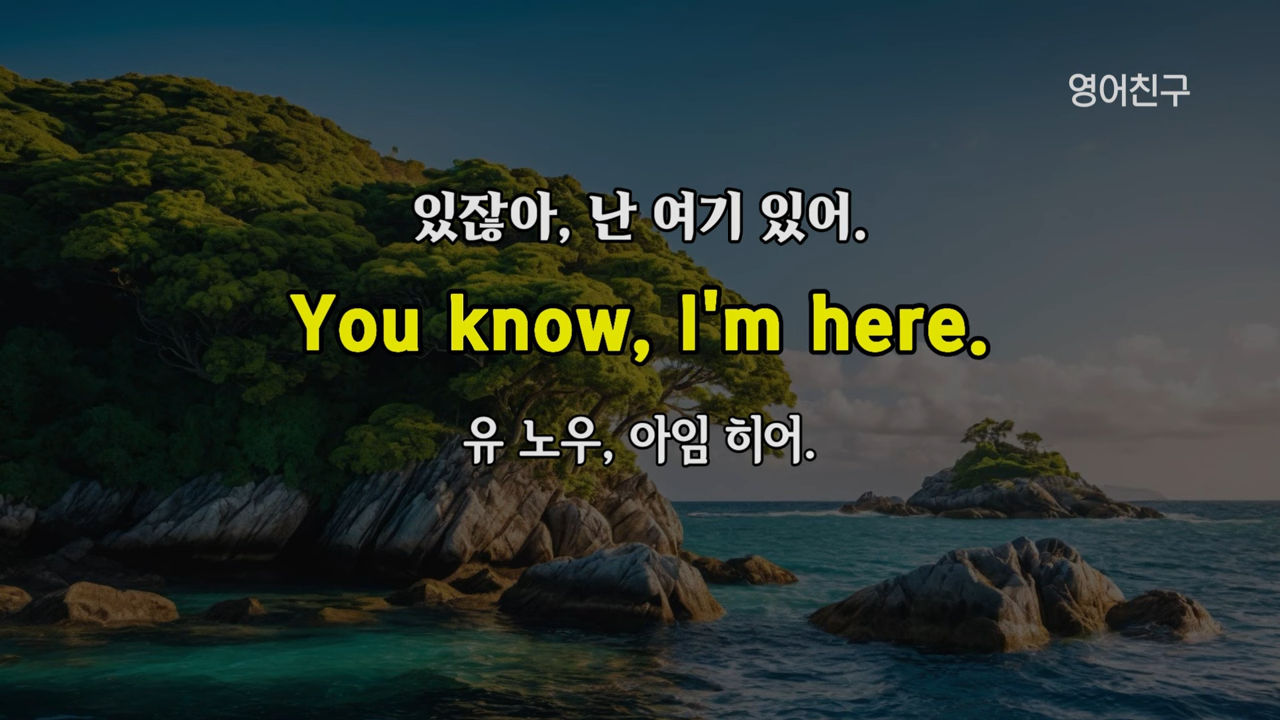 영어친구
있잖아, 난 여기 있어.
You know, I'm here.
유 노우, 아임 히어.